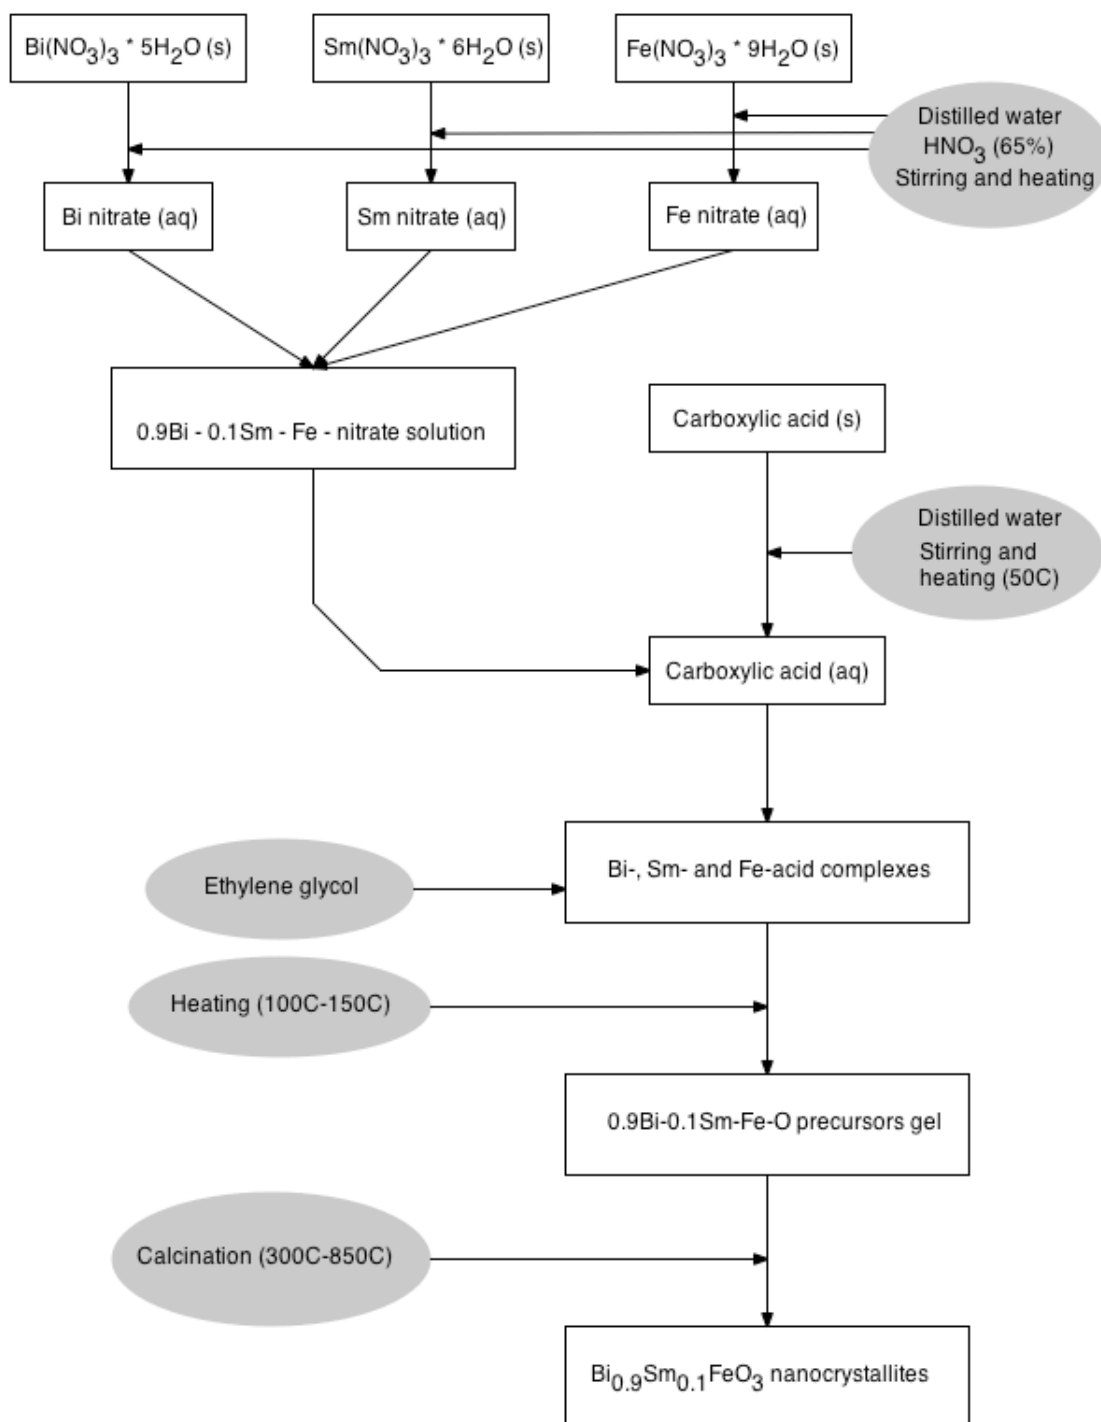 Bi(NO3)3 * 5H2O (s)
Sm(NO3)3 * 6H2O (s)
Fe(NO3)3 * 9H2O (s)
Distilled water
HNO3 (65%)
Stirring and heating
Bi nitrate (aq)
Sm nitrate (aq)
Fe nitrate (aq)
0.9Bi - 0.1Sm - Fe - nitrate solution
Carboxylic acid (s)
Distilled water
Stirring and
heating (50C)
Carboxylic acid (aq)
Bi-, Sm- and Fe-acid complexes
Ethylene glycol
Heating (100C-150C)
0.9Bi-0.1Sm-Fe-O precursors gel
Calcination (300C-850C)
Bi0.9Sm0.1FeO3 nanocrystallites